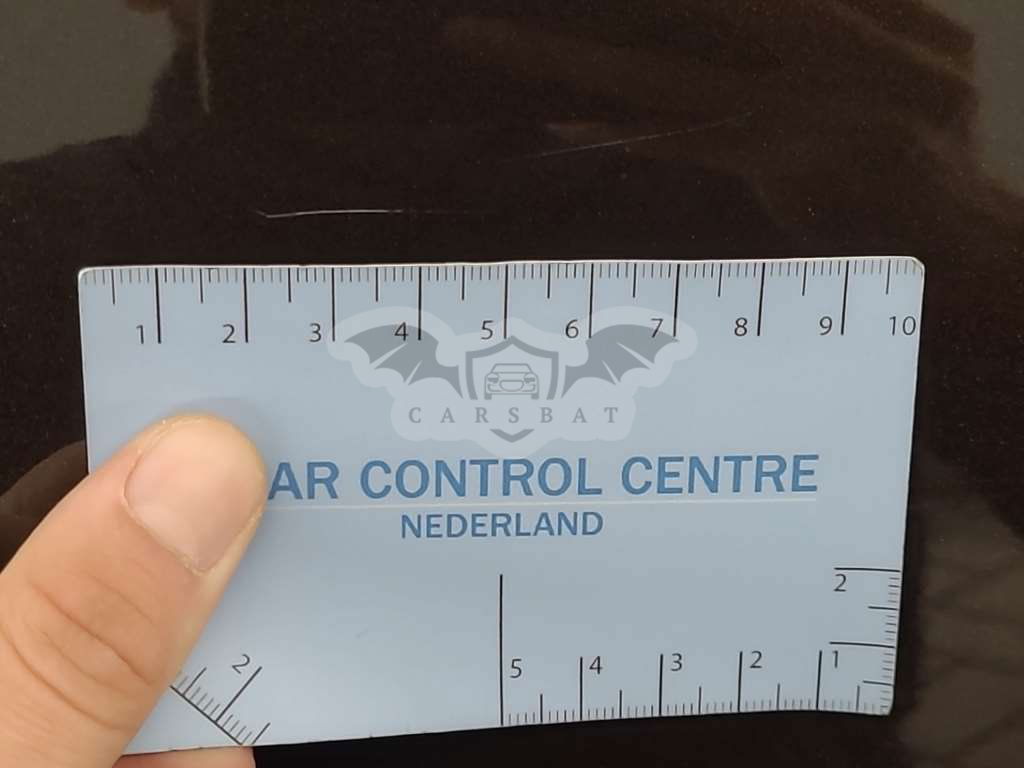 1 2 3 4 5 6 7 8 9 10
CARSBAT
AR CONTROL CENTRE
NEDERLAND
2
5 4 3 2 1
2